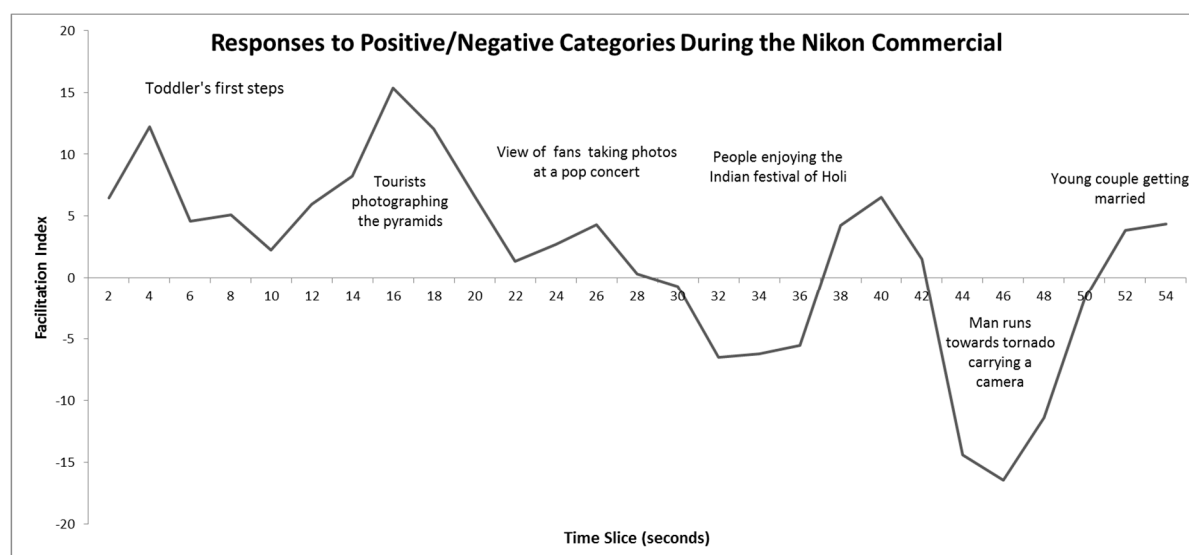 Responses to Positive/Negative Categories During the Nikon Commercial
20
15
10
5
0
-5
-10
-15
-20
Facilitation Index
Toddler's first steps
Tourists
photographing
the pyramids
View of fans taking photos
at a pop concert
People enjoying the
Indian festival of Holi
Young couple getting
married
2 4 6 8 10 12 14 16 18 20 22 24 26 28 30 32 34 36 38 40 42 44 46 48 50 52 54
Man runs
towards tornado
carrying a
camera
Time Slice (seconds)